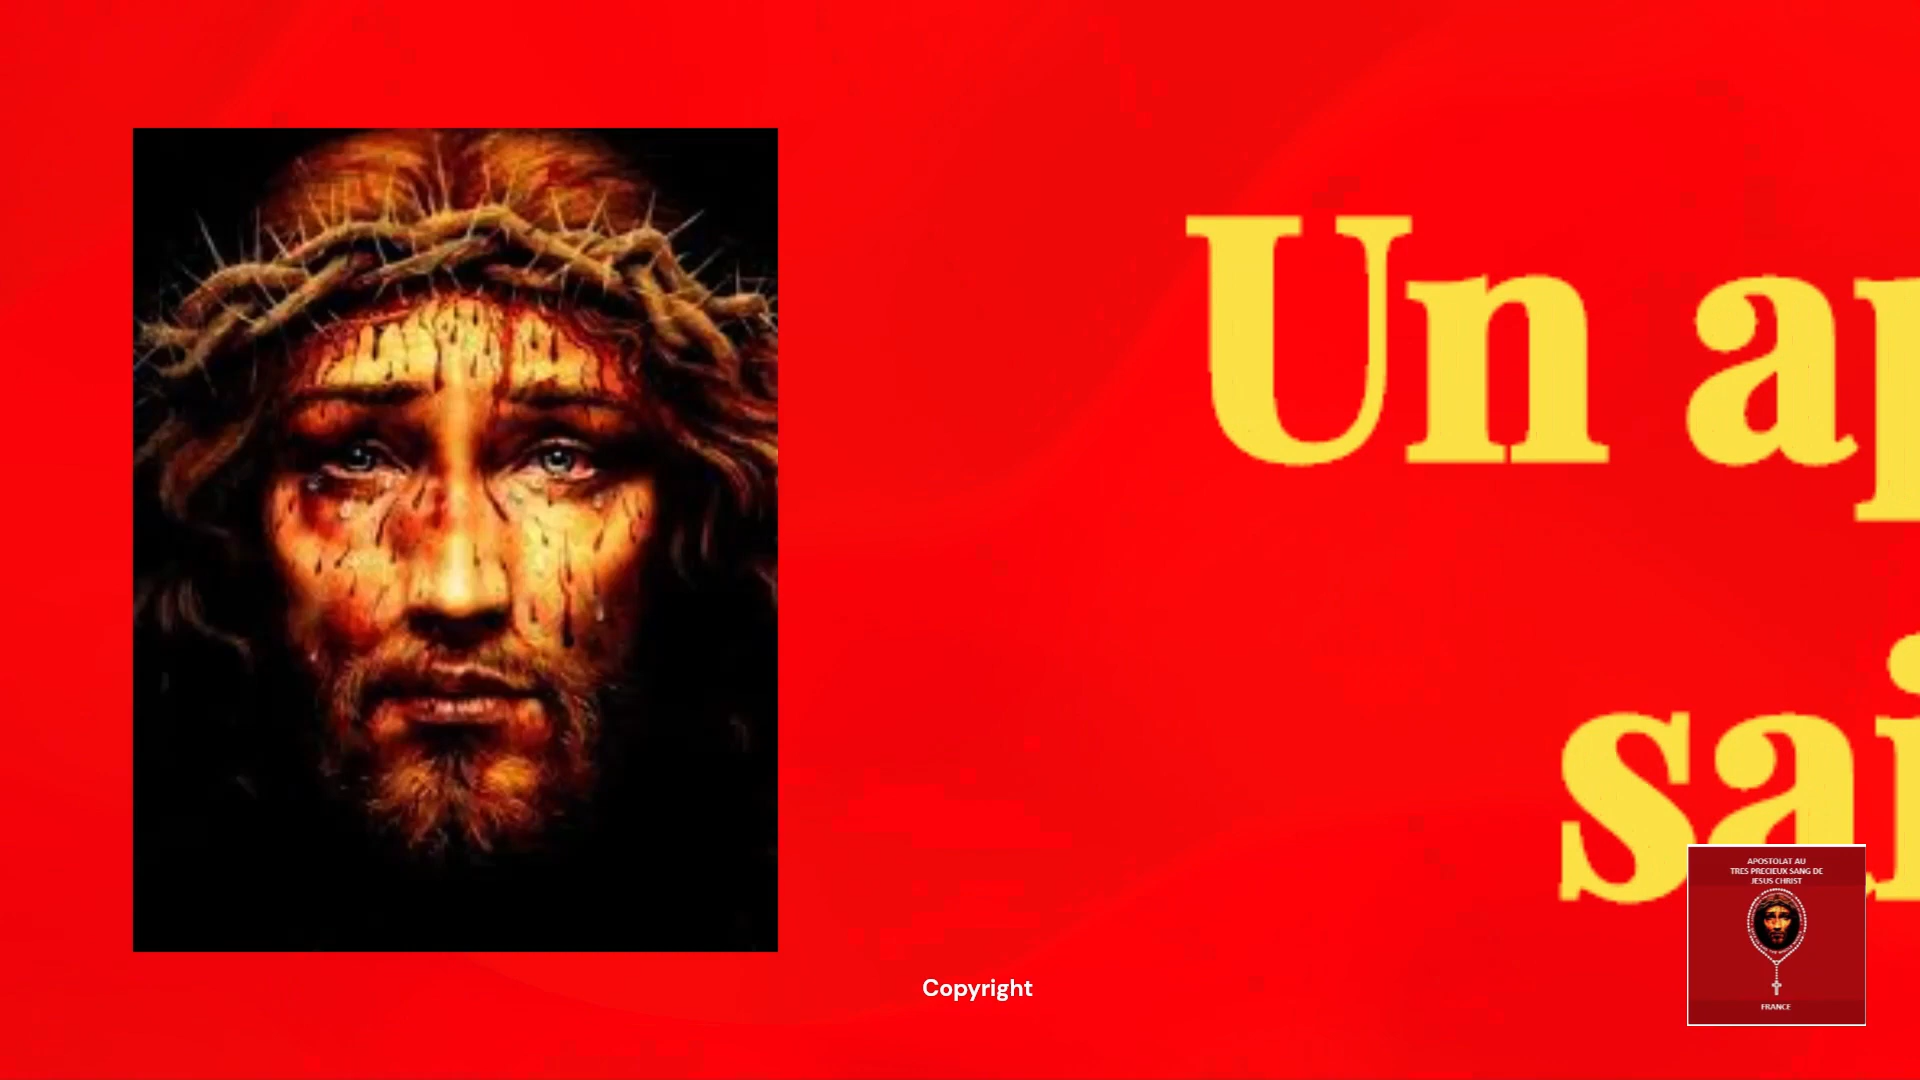 Un ap
sai
APOSTOLAT AU
TRES PRECIEUX SANG DE
JESUS CHRIST
FRANCE
Copyright